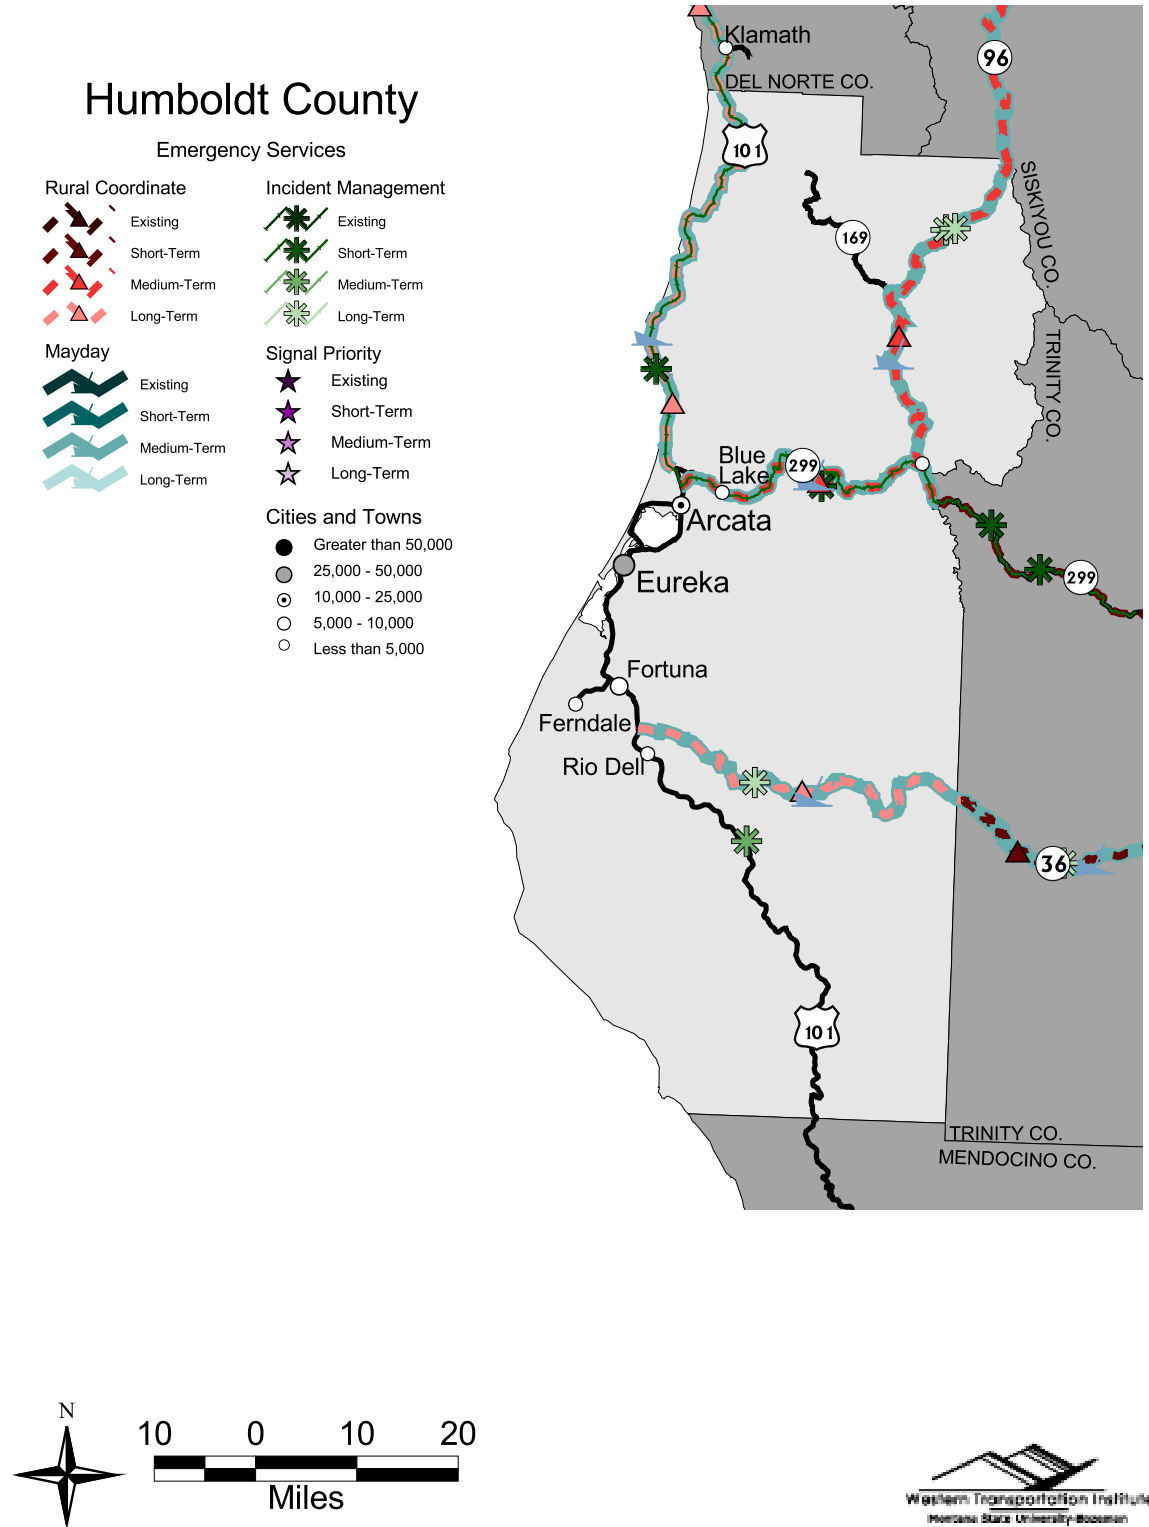 Humboldt County
Emergency Services
Rural Coordinate
Existing
Short-Term
Medium-Term
Long-Term
Incident Management
Existing
Short-Term
Medium-Term
Long-Term
Mayday
Existing
Short-Term
Medium-Term
Long-Term
Signal Priority
Existing
Short-Term
Medium-Term
Long-Term
Cities and Towns
Greater than 50,000
25,000 - 50,000
10,000 - 25,000
5,000 - 10,000
Less than 5,000
Klamath
DEL NORTE CO.
96
101
169
SISKIYOU CO.
TRINITY CO.
Blue
Lake
299
Arcata
Eureka
299
Fortuna
Ferndale
Rio Dell
36
101
TRINITY CO.
MENDOCINO CO.
N
10 0 10 20
Miles
Western Transportation Institute
Montana State University-Bozeman